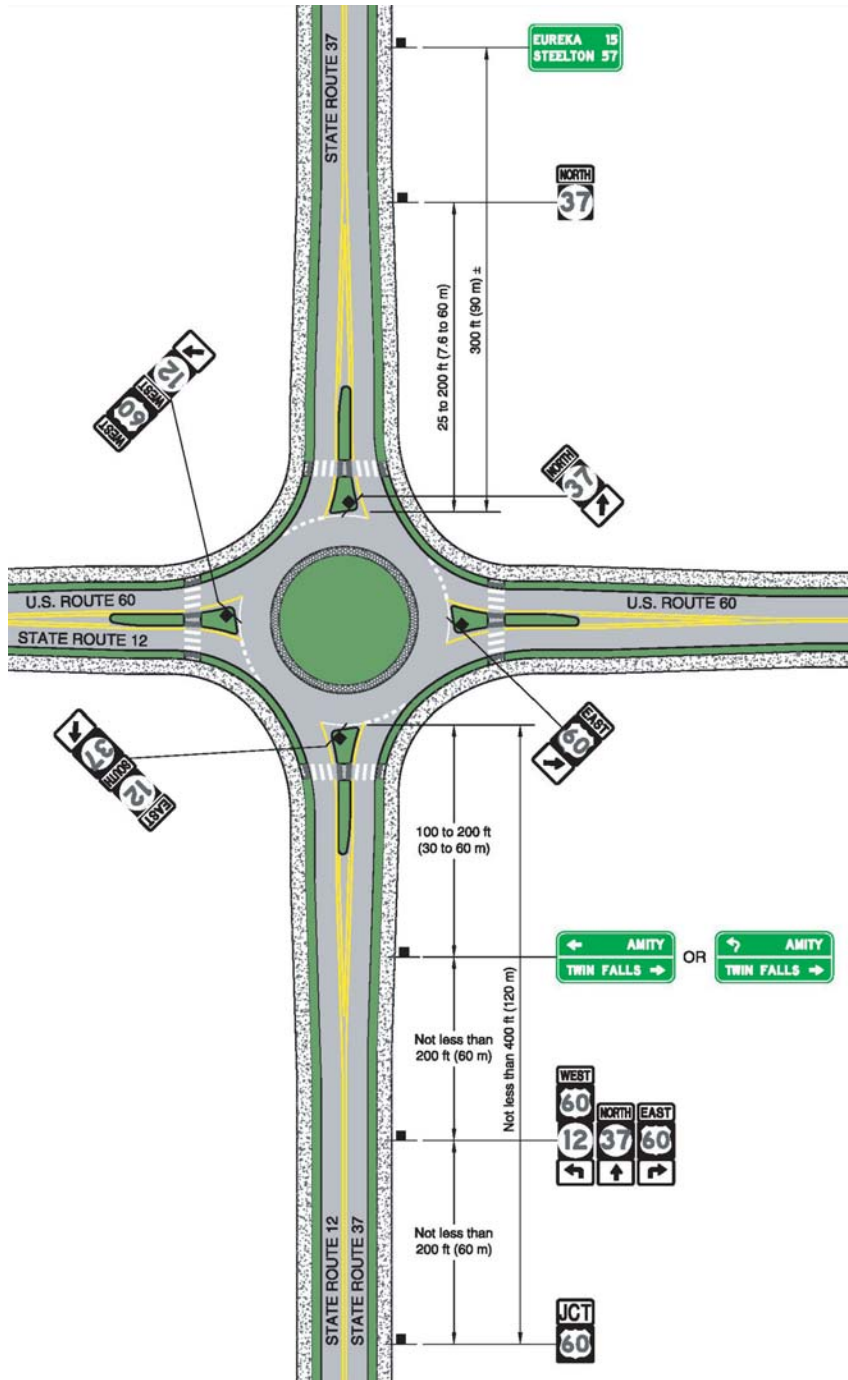 STATE ROUTE 37
EUREKA 15
STEELTON 57
NORTH
37
25 to 200 ft (7.6 to 60 m)
300 ft (90 m) ±
WEST
60
WEST
12
NORTH
37
U.S. ROUTE 60
STATE ROUTE 12
U.S. ROUTE 60
37
SOUTH
12
EAST
EAST
60
100 to 200 ft
(30 to 60 m)
← AMITY
TWIN FALLS →
OR
↰ AMITY
TWIN FALLS →
Not less than
200 ft (60 m)
Not less than 400 ft (120 m)
WEST
60
12
NORTH
37
EAST
60
Not less than
200 ft (60 m)
STATE ROUTE 12
STATE ROUTE 37
JCT
60